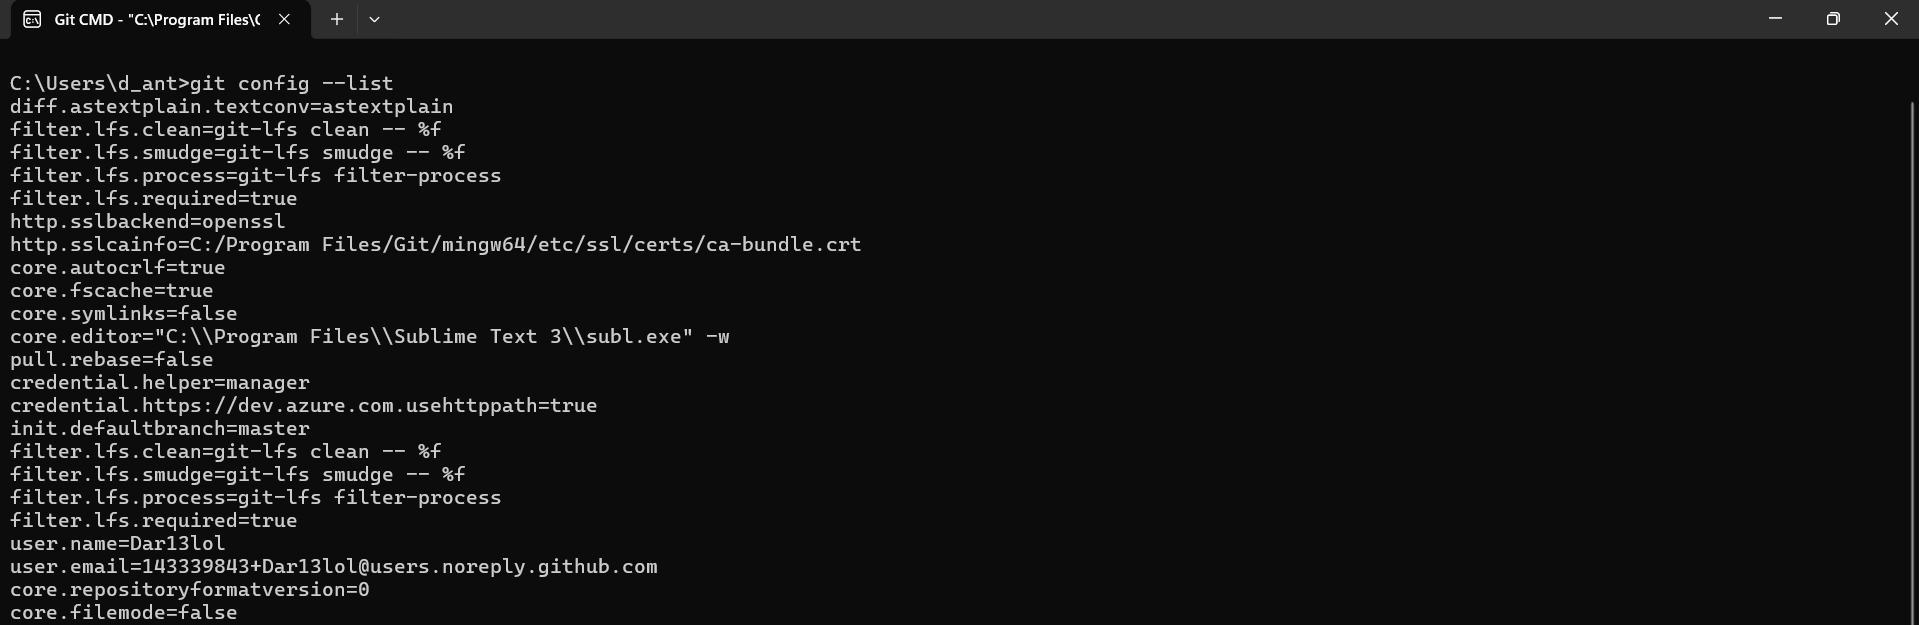 Git CMD - "C:\Program Files\G
C:\Users\d_ant>git config --list
diff.astextplain.textconv=astextplain
filter.lfs.clean=git-lfs clean -- %f
filter.lfs.smudge=git-lfs smudge -- %f
filter.lfs.process=git-lfs filter-process
filter.lfs.required=true
http.sslbackend=openssl
http.sslcainfo=C:/Program Files/Git/mingw64/etc/ssl/certs/ca-bundle.crt
core.autocrlf=true
core.fscache=true
core.symlinks=false
core.editor="C:\\Program Files\\Sublime Text 3\\subl.exe" -w
pull.rebase=false
credential.helper=manager
credential.https://dev.azure.com.usehttppath=true
init.defaultbranch=master
filter.lfs.clean=git-lfs clean -- %f
filter.lfs.smudge=git-lfs smudge -- %f
filter.lfs.process=git-lfs filter-process
filter.lfs.required=true
user.name=Dar13lol
user.email=143339843+Dar13lol@users.noreply.github.com
core.repositoryformatversion=0
core.filemode=false